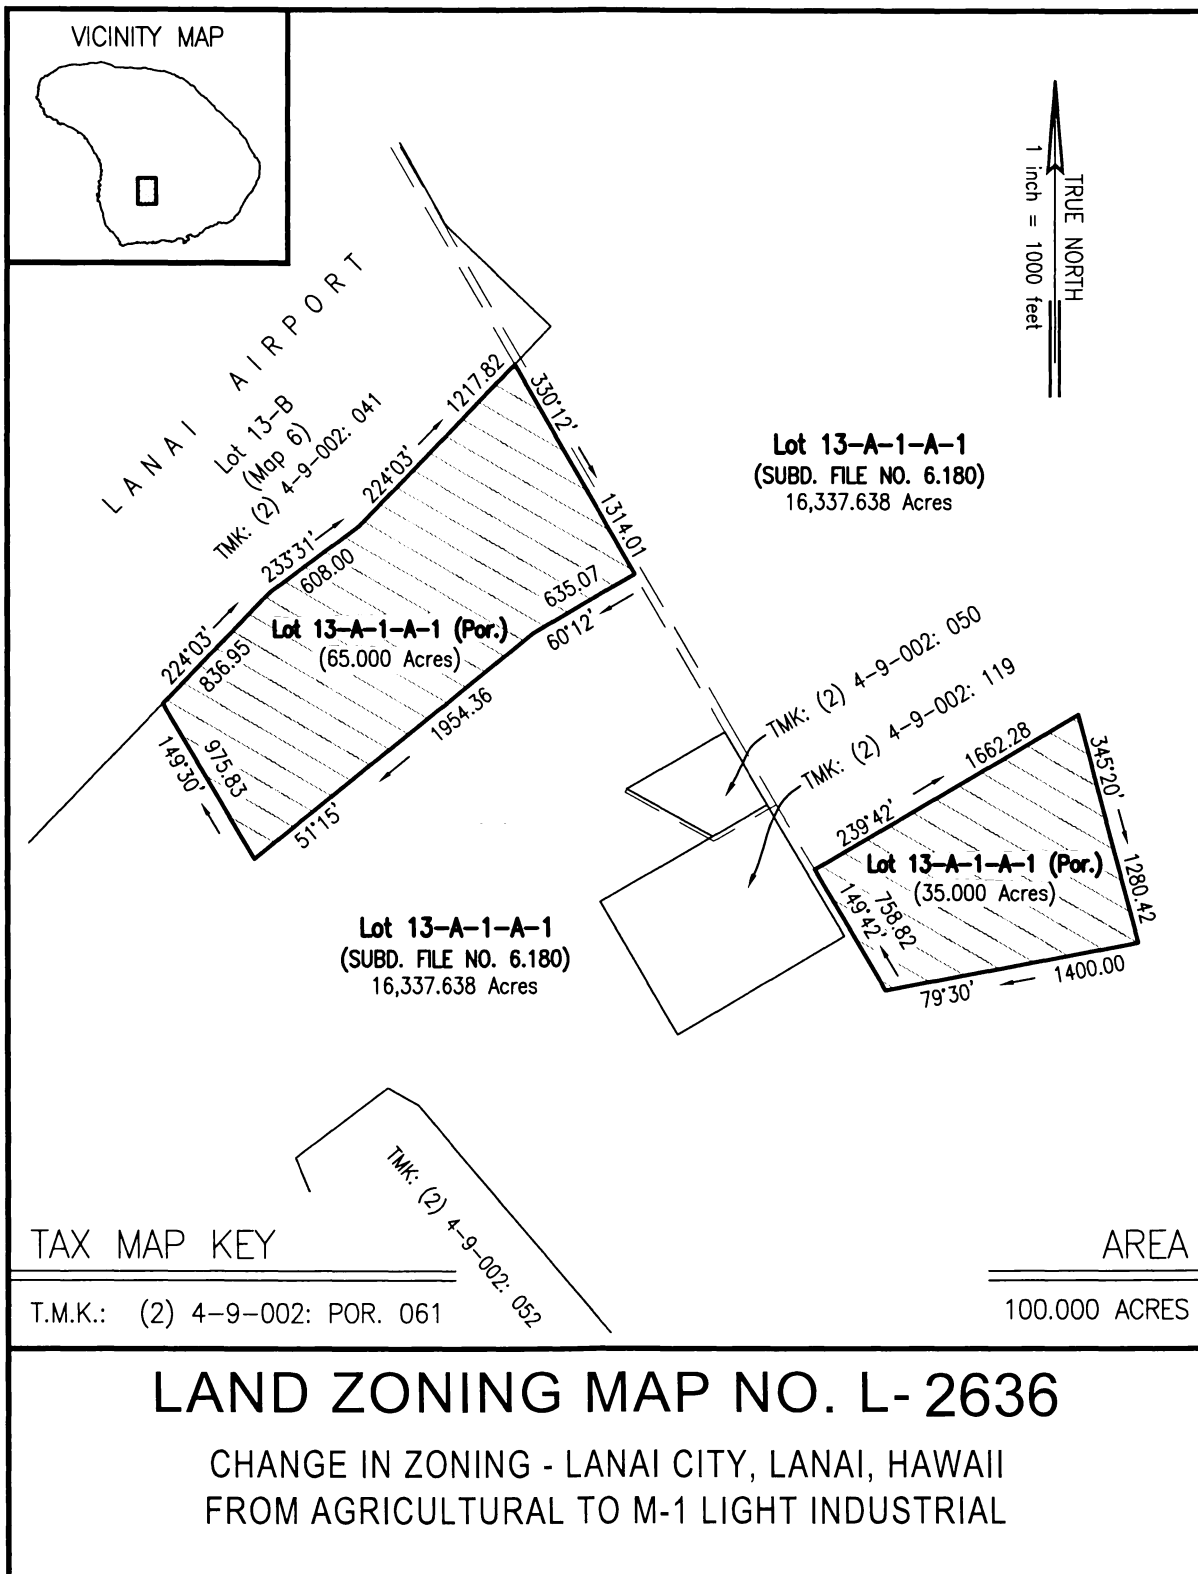 VICINITY MAP
TRUE NORTH
1 inch = 1000 feet
LANAI AIRPORT
Lot 13-B
(Map 6)
TMK: (2) 4-9-002: 041
224°03'
1217.82
330°12'
1314.01
233°31'
608.00
635.07
60°12'
224°03'
836.95
Lot 13-A-1-A-1 (Por.)
(65.000 Acres)
1954.36
51°15'
149°30'
975.83
Lot 13-A-1-A-1
(SUBD. FILE NO. 6.180)
16,337.638 Acres
TMK: (2) 4-9-002: 050
TMK: (2) 4-9-002: 119
239°42'
1662.28
345°20'
1280.42
Lot 13-A-1-A-1 (Por.)
(35.000 Acres)
149°42'
758.82
79°30'
1400.00
Lot 13-A-1-A-1
(SUBD. FILE NO. 6.180)
16,337.638 Acres
TMK: (2) 4-9-002: 052
TAX MAP KEY
T.M.K.: (2) 4-9-002: POR. 061
AREA
100.000 ACRES
LAND ZONING MAP NO. L- 2636
CHANGE IN ZONING - LANAI CITY, LANAI, HAWAII
FROM AGRICULTURAL TO M-1 LIGHT INDUSTRIAL